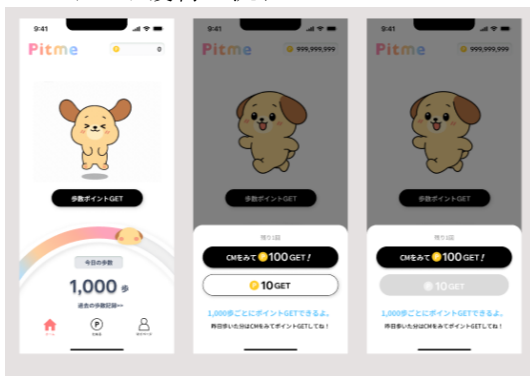 9:41
Pitme
0
歩数ポイントGET
今日の歩数
1,000 歩
過去の歩数記録
P
9:41
Pitme
999,999,999
歩数ポイントGET
残り1回
CMをみて 100 GET!
10 GET
1,000歩ごとにポイントGETできるよ。
昨日歩いた分はCMをみてポイントGETしてね!
9:41
Pitme
999,999,999
歩数ポイントGET
CMをみて 100 GET!
10 GET
1,000歩ごとにポイントGETできるよ。
昨日歩いた分はCMをみてポイントGETしてね!